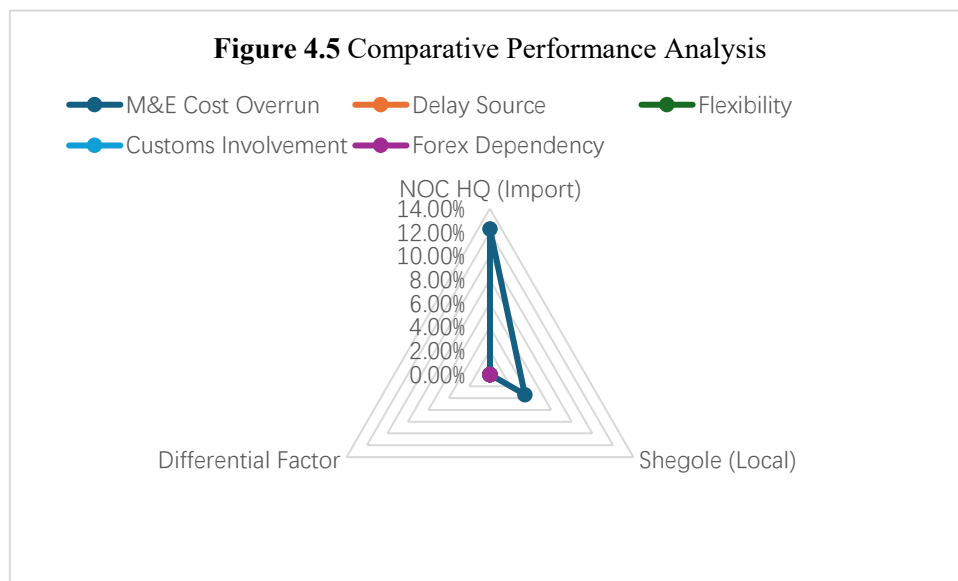 Figure 4.5 Comparative Performance Analysis
M&E Cost Overrun Delay Source Flexibility
Customs Involvement Forex Dependency
NOC HQ (Import)
14.00%
12.00%
10.00%
8.00%
6.00%
4.00%
2.00%
0.00%
Differential Factor Shegole (Local)